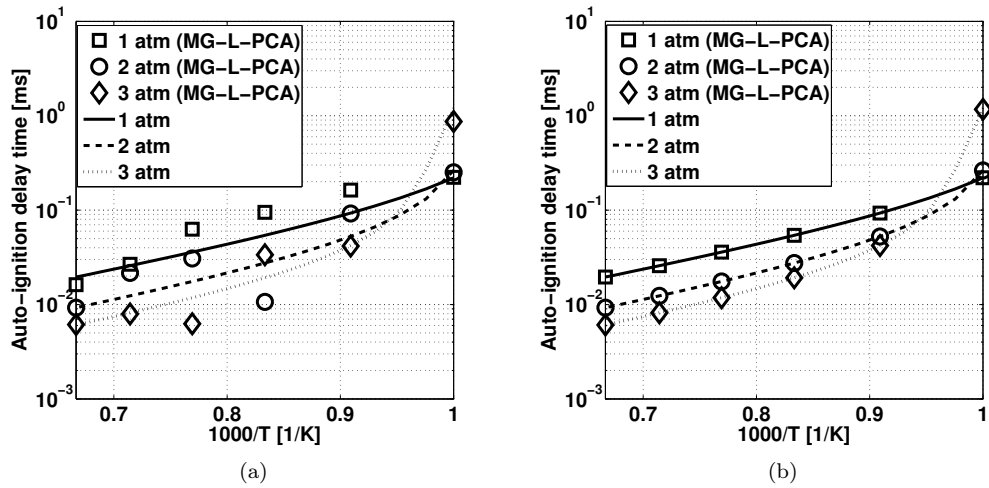 10^1
10^0
10^-1
10^-2
10^-3
Auto-ignition delay time [ms]
1 atm (MG-L-PCA)
2 atm (MG-L-PCA)
3 atm (MG-L-PCA)
1 atm
2 atm
3 atm
0.7 0.8 0.9 1
1000/T [1/K]
(a)
10^1
10^0
10^-1
10^-2
10^-3
Auto-ignition delay time [ms]
1 atm (MG-L-PCA)
2 atm (MG-L-PCA)
3 atm (MG-L-PCA)
1 atm
2 atm
3 atm
0.7 0.8 0.9 1
1000/T [1/K]
(b)